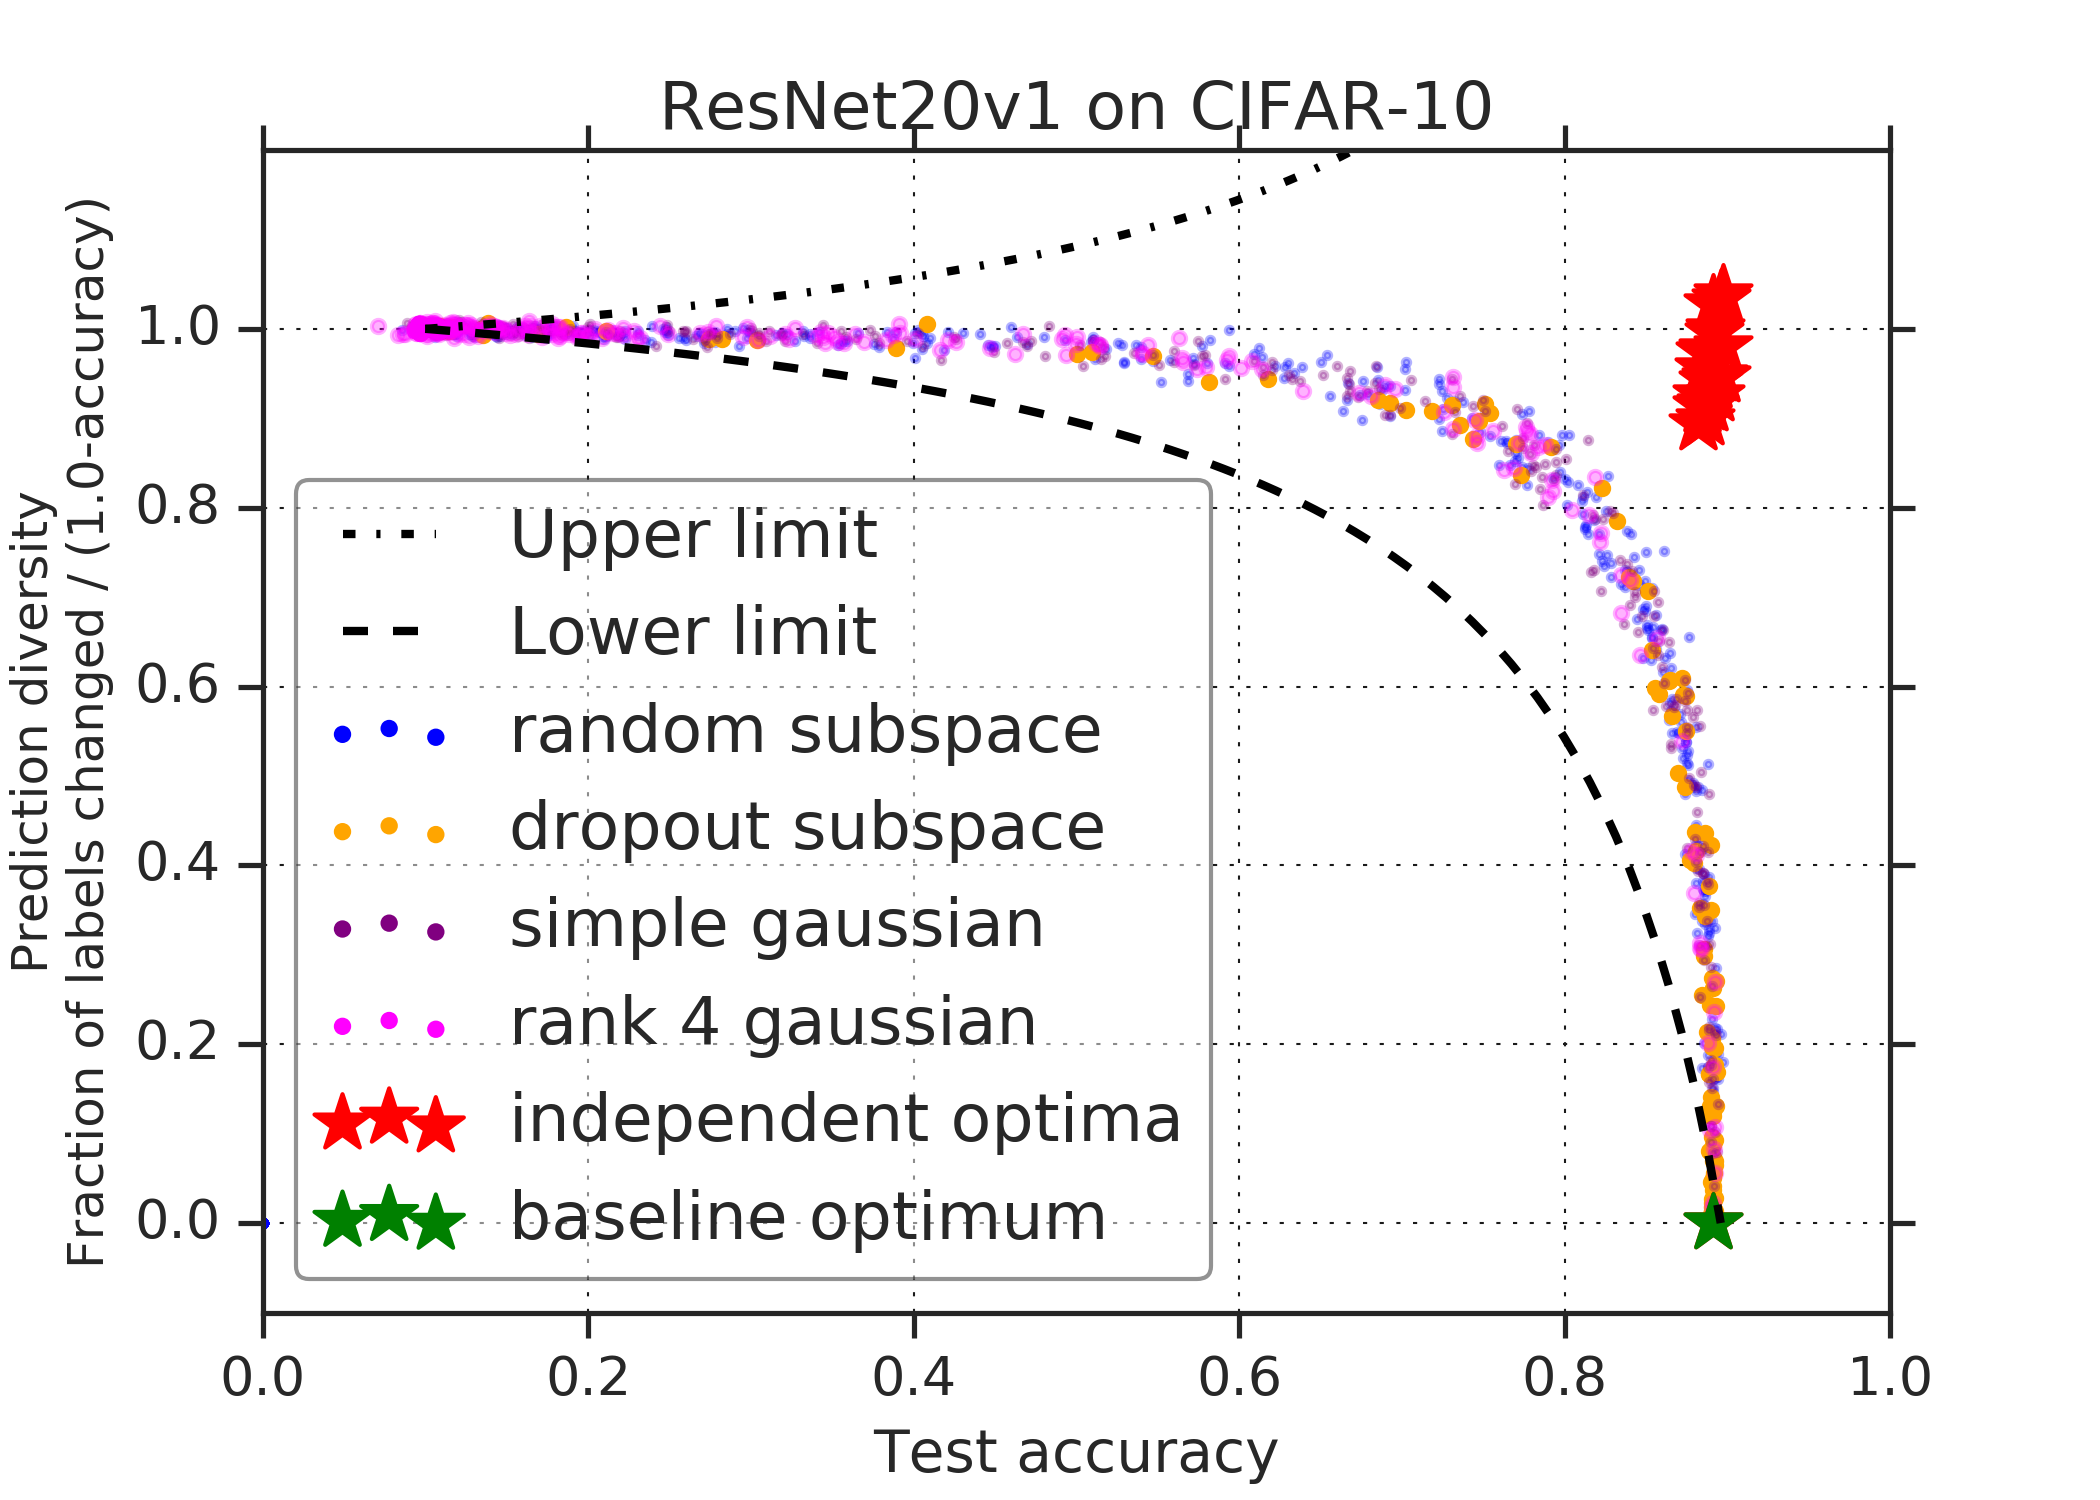 ResNet20v1 on CIFAR-10
Prediction diversity
Fraction of labels changed / (1.0-accuracy)
1.0
0.8
0.6
0.4
0.2
0.0
Upper limit
Lower limit
random subspace
dropout subspace
simple gaussian
rank 4 gaussian
independent optima
baseline optimum
0.0 0.2 0.4 0.6 0.8 1.0
Test accuracy